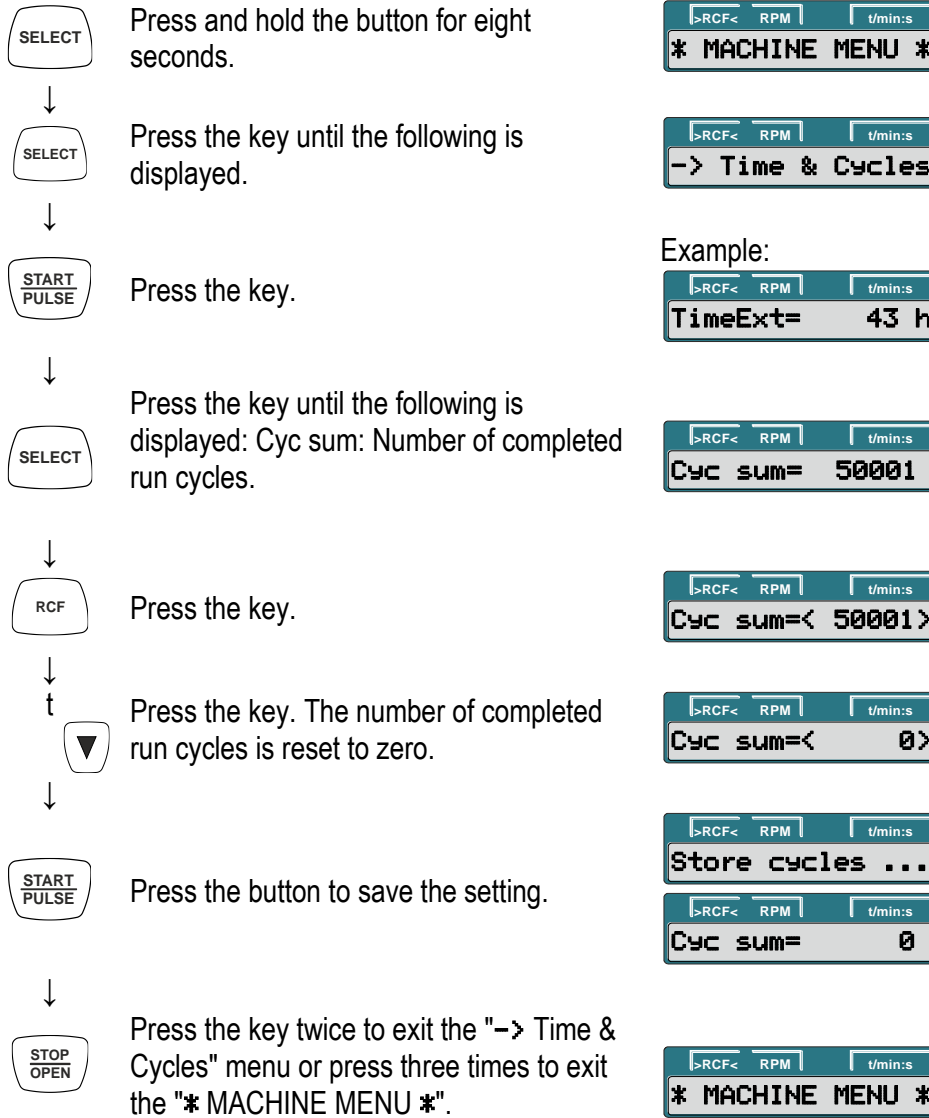 SELECT
Press and hold the button for eight
seconds.
>RCF< RPM t/min:s
* MACHINE MENU *
↓
SELECT
Press the key until the following is
displayed.
>RCF< RPM t/min:s
-> Time & Cycles
↓
START
PULSE
Press the key.
Example:
>RCF< RPM t/min:s
TimeExt= 43 h
↓
SELECT
Press the key until the following is
displayed: Cyc sum: Number of completed
run cycles.
>RCF< RPM t/min:s
Cyc sum= 50001
↓
RCF
Press the key.
>RCF< RPM t/min:s
Cyc sum=< 50001>
↓
t
▼
Press the key. The number of completed
run cycles is reset to zero.
>RCF< RPM t/min:s
Cyc sum=< 0>
↓
START
PULSE
Press the button to save the setting.
>RCF< RPM t/min:s
Store cycles ...
>RCF< RPM t/min:s
Cyc sum= 0
↓
STOP
OPEN
Press the key twice to exit the "-> Time &
Cycles" menu or press three times to exit
the "* MACHINE MENU *".
>RCF< RPM t/min:s
* MACHINE MENU *